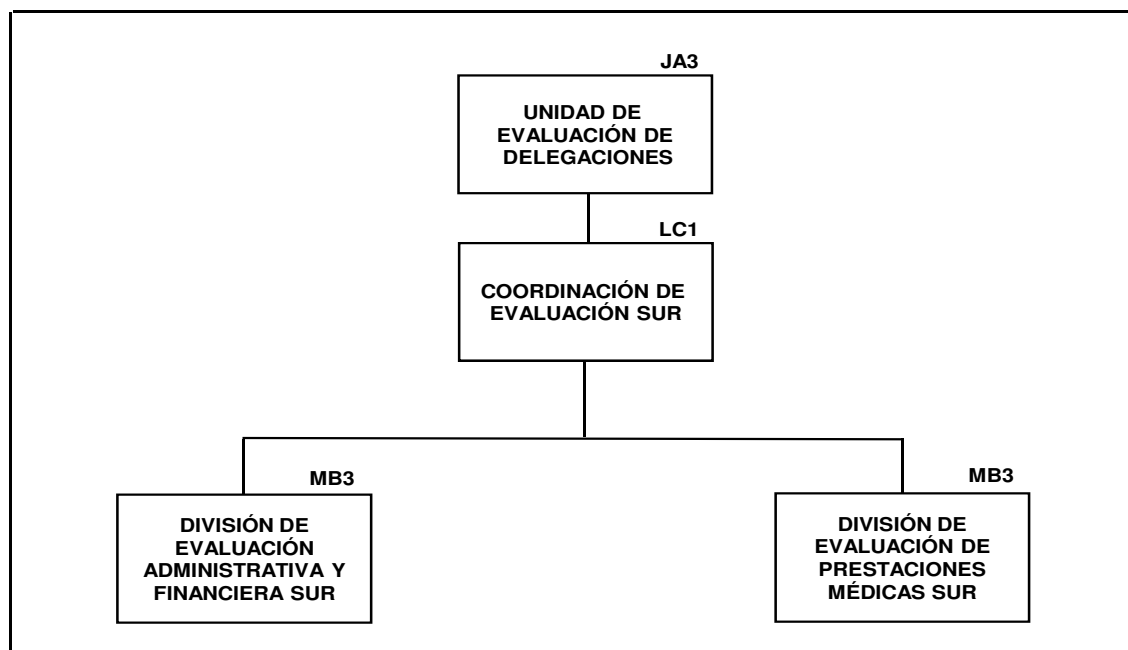 JA3
UNIDAD DE
EVALUACIÓN DE
DELEGACIONES
LC1
COORDINACIÓN DE
EVALUACIÓN SUR
MB3
DIVISIÓN DE
EVALUACIÓN
ADMINISTRATIVA Y
FINANCIERA SUR
MB3
DIVISIÓN DE
EVALUACIÓN DE
PRESTACIONES
MÉDICAS SUR